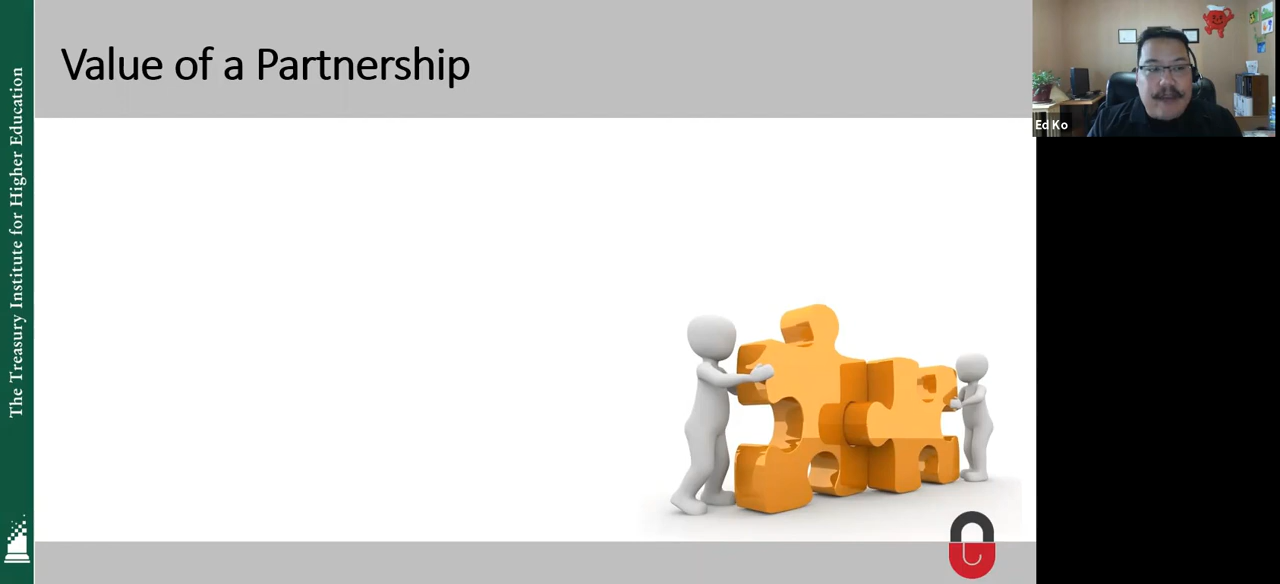 Value of a Partnership
The Treasury Institute for Higher Education
Ed Ko